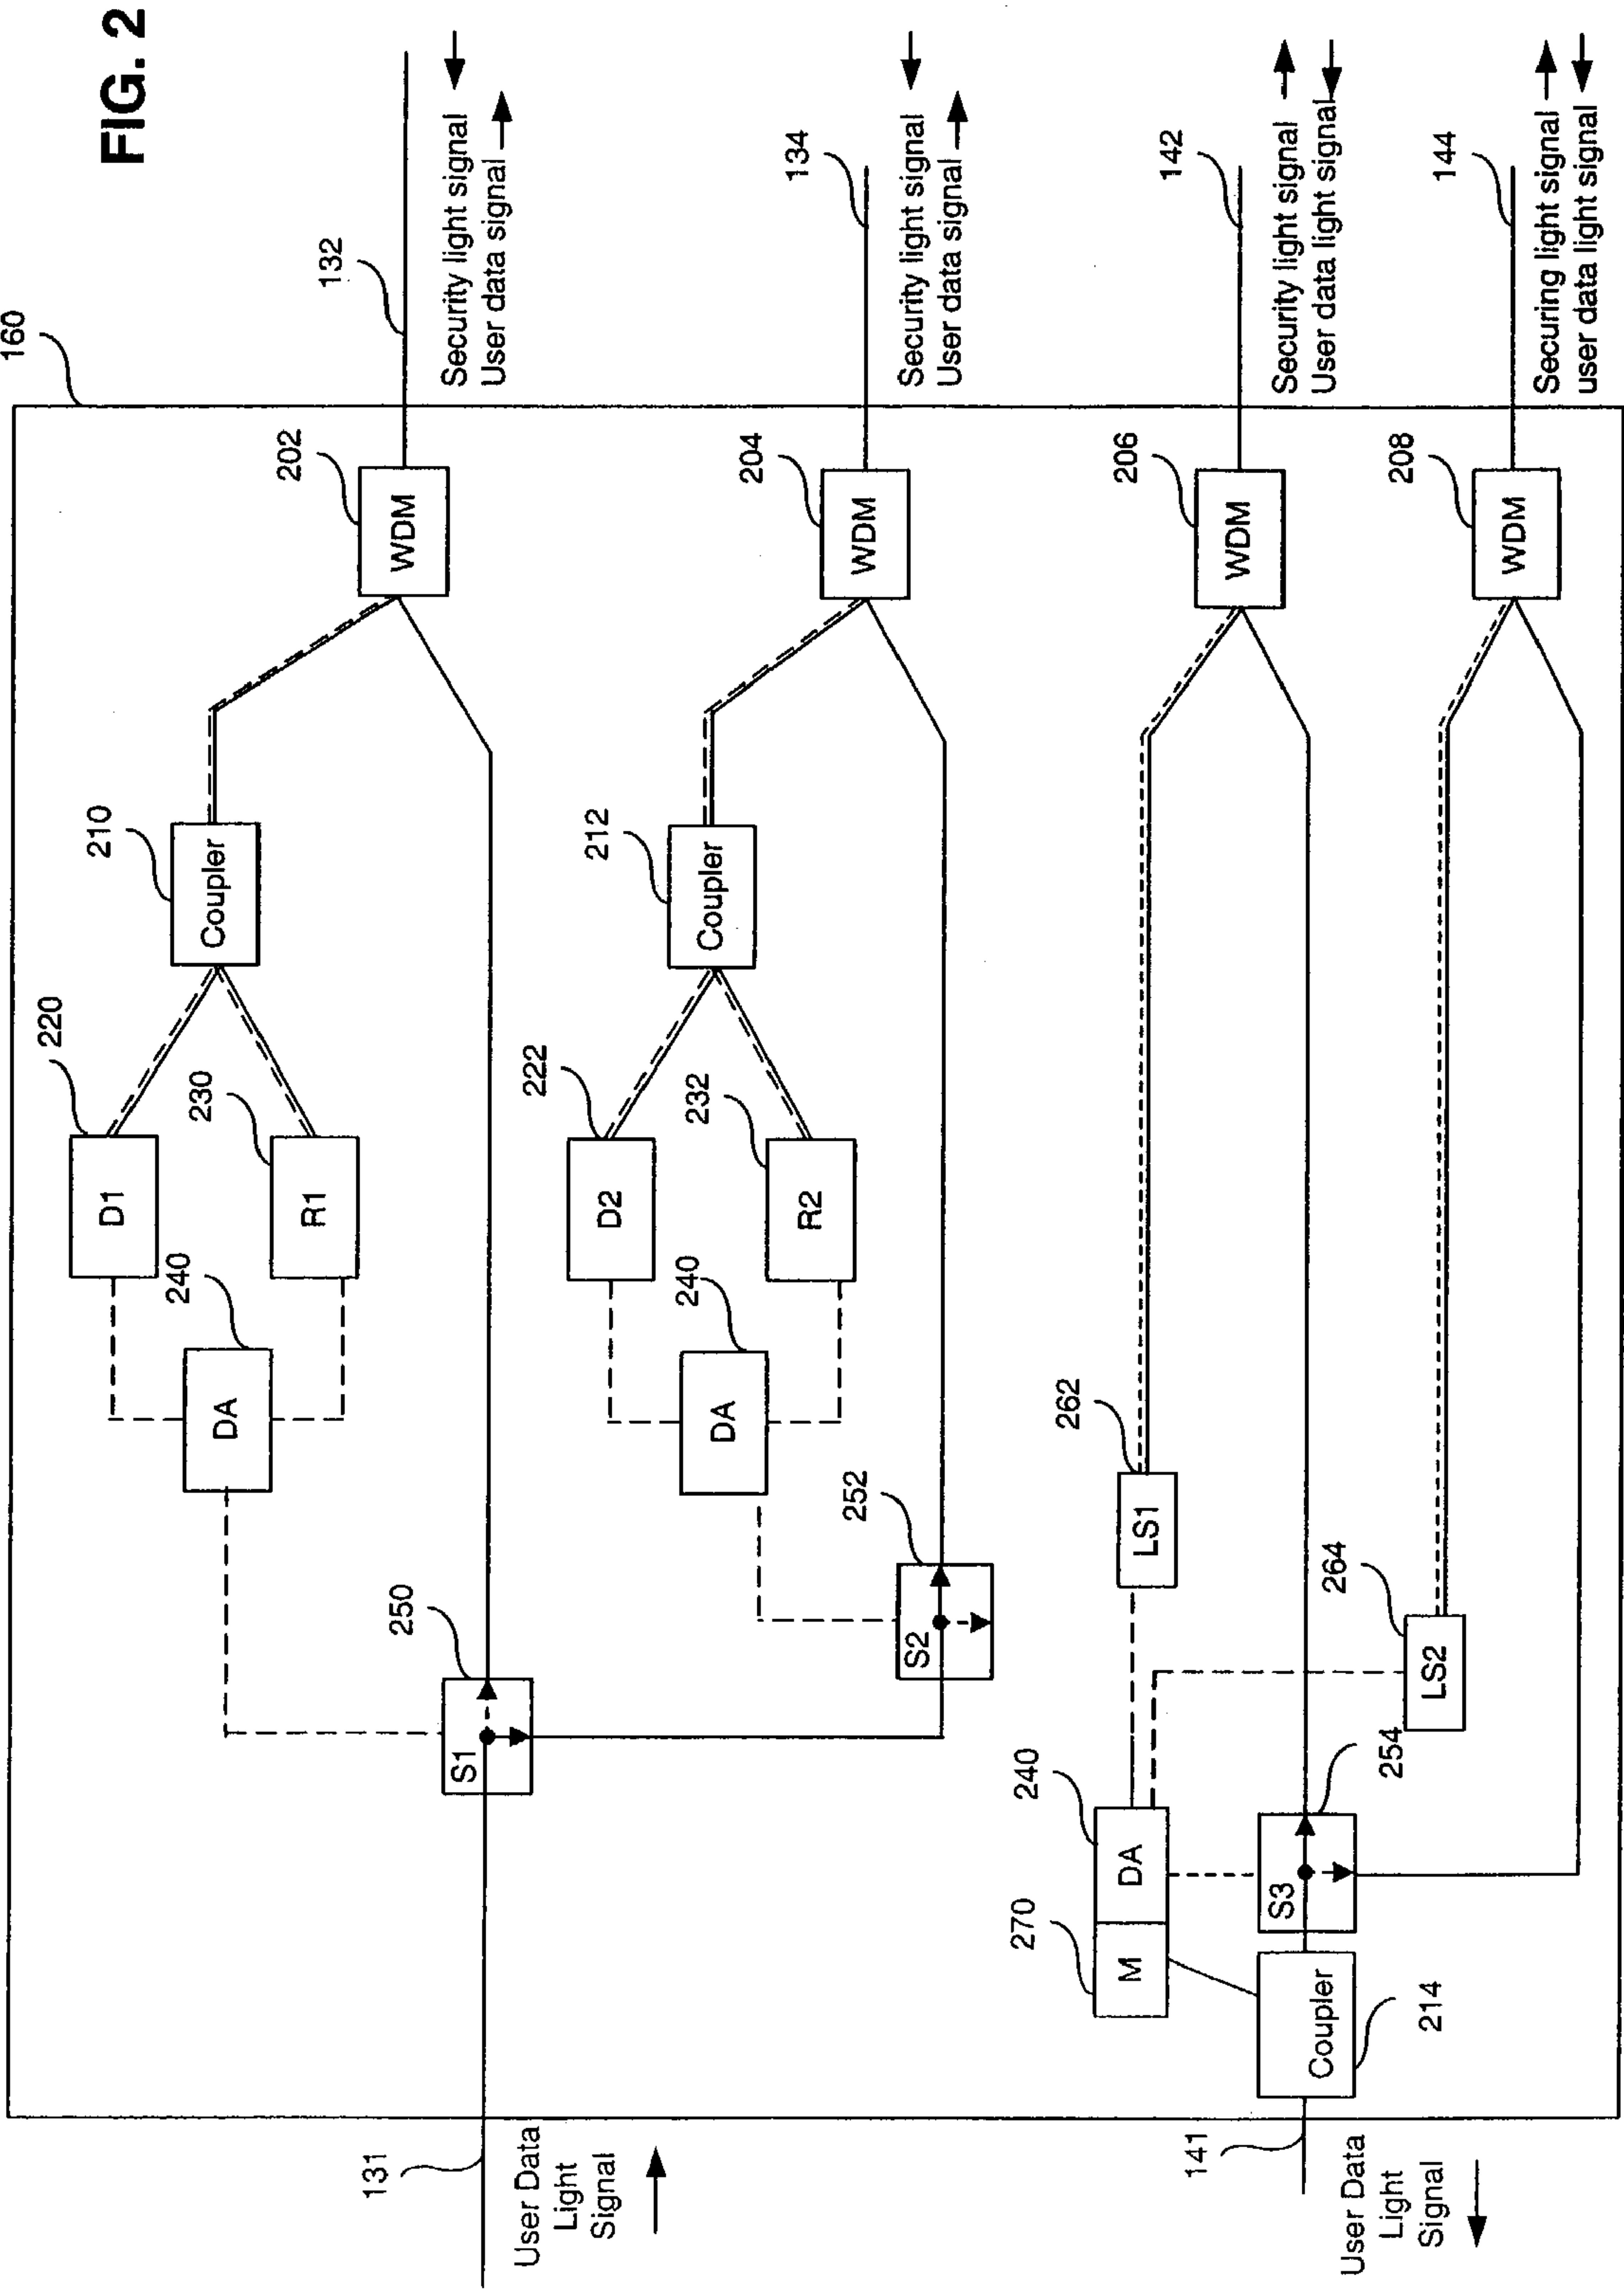 FIG. 2
160
132
Security light signal
User data signal
202
WDM
210
Coupler
220
D1
230
R1
240
DA
250
S1
131
User Data
Light
Signal
134
Security light signal
User data signal
204
WDM
212
Coupler
222
D2
232
R2
240
DA
252
S2
142
Security light signal
User data light signal
206
WDM
262
LS1
240
DA
270
M
254
S3
Coupler
214
141
User Data
Light
Signal
144
Securing light signal
user data light signal
208
WDM
264
LS2